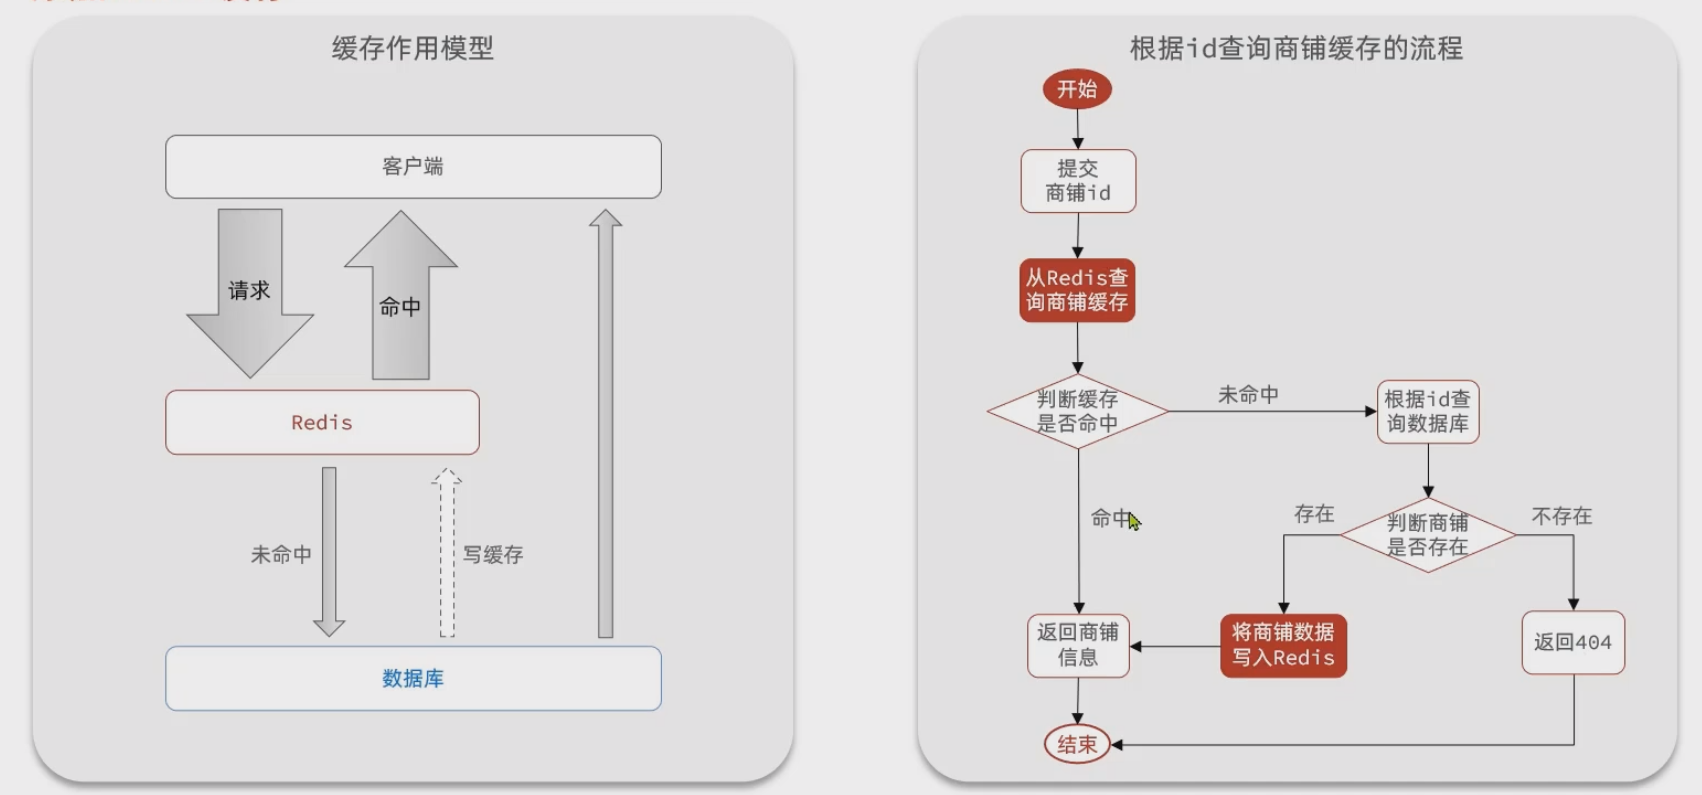 缓存作用模型
客户端
请求
命中
Redis
未命中
写缓存
数据库
根据id查询商铺缓存的流程
开始
提交
商铺id
从Redis查
询商铺缓存
判断缓存
是否命中
未命中
根据id查
询数据库
命中
存在
判断商铺
是否存在
不存在
返回商铺
信息
将商铺数据
写入Redis
返回404
结束